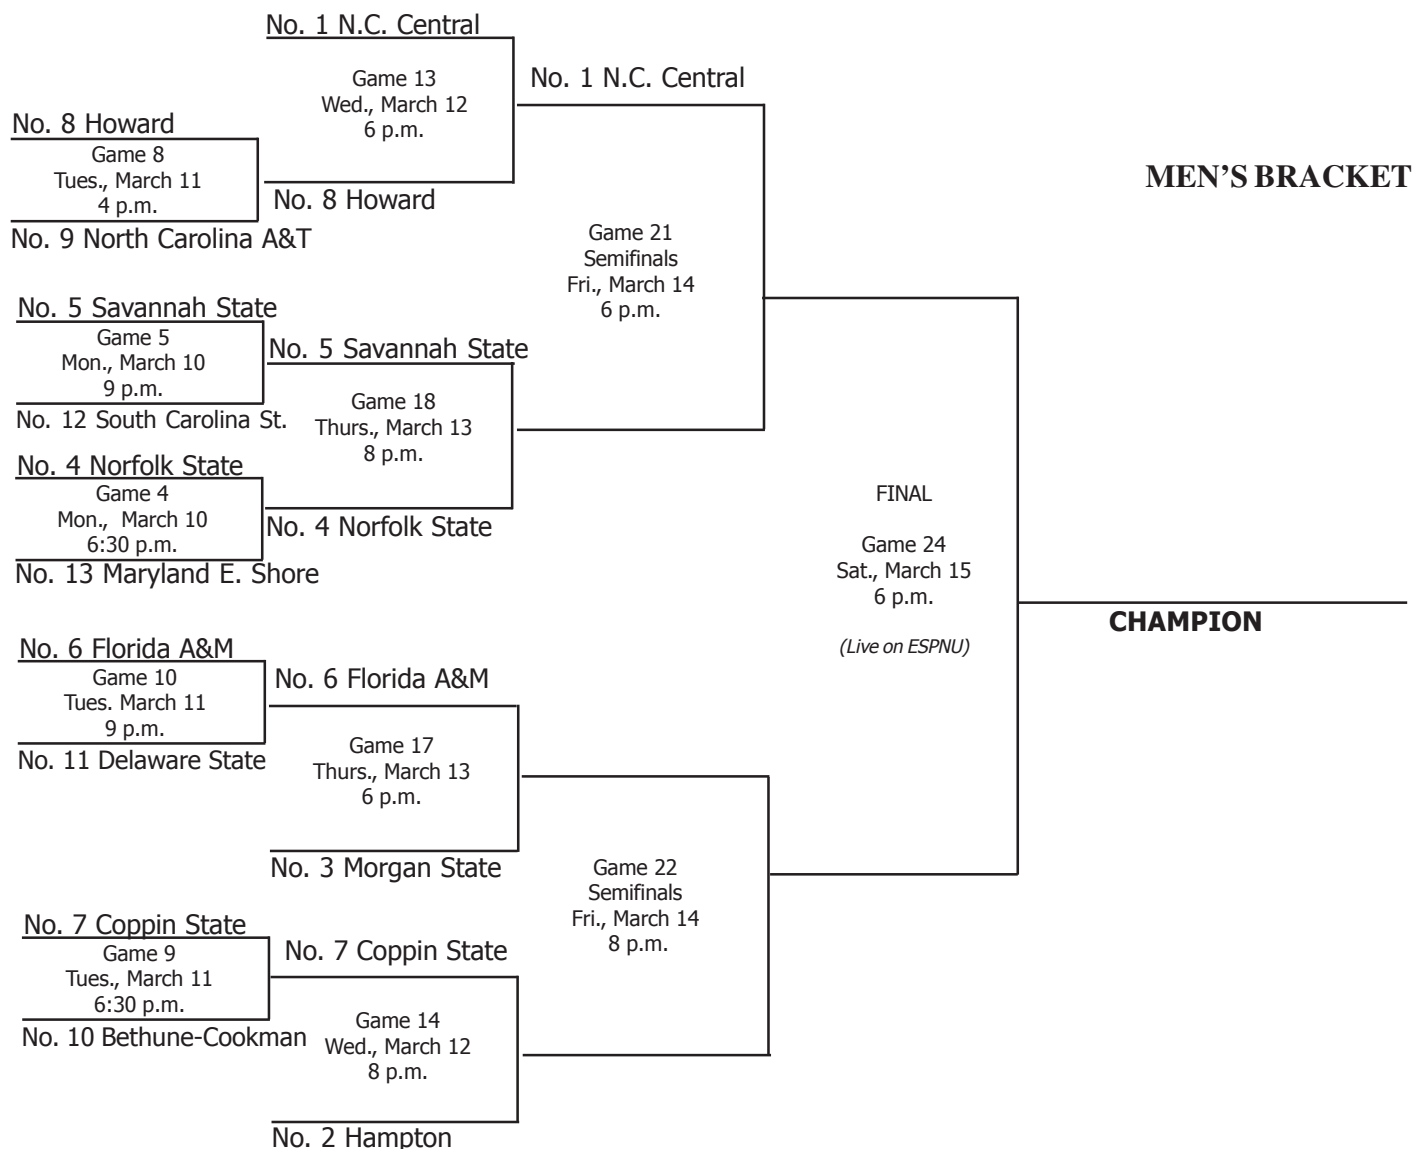 No. 1 N.C. Central
Game 13
Wed., March 12
6 p.m.
No. 1 N.C. Central
No. 8 Howard
Game 8
Tues., March 11
4 p.m.
No. 8 Howard
No. 9 North Carolina A&T
MEN'S BRACKET
Game 21
Semifinals
Fri., March 14
6 p.m.
No. 5 Savannah State
Game 5
Mon., March 10
9 p.m.
No. 5 Savannah State
No. 12 South Carolina St.
Game 18
Thurs., March 13
8 p.m.
No. 4 Norfolk State
Game 4
Mon., March 10
6:30 p.m.
No. 4 Norfolk State
No. 13 Maryland E. Shore
FINAL
Game 24
Sat., March 15
6 p.m.
(Live on ESPNU)
CHAMPION
No. 6 Florida A&M
Game 10
Tues. March 11
9 p.m.
No. 6 Florida A&M
No. 11 Delaware State
Game 17
Thurs., March 13
6 p.m.
No. 3 Morgan State
Game 22
Semifinals
Fri., March 14
8 p.m.
No. 7 Coppin State
Game 9
Tues., March 11
6:30 p.m.
No. 7 Coppin State
No. 10 Bethune-Cookman
Game 14
Wed., March 12
8 p.m.
No. 2 Hampton